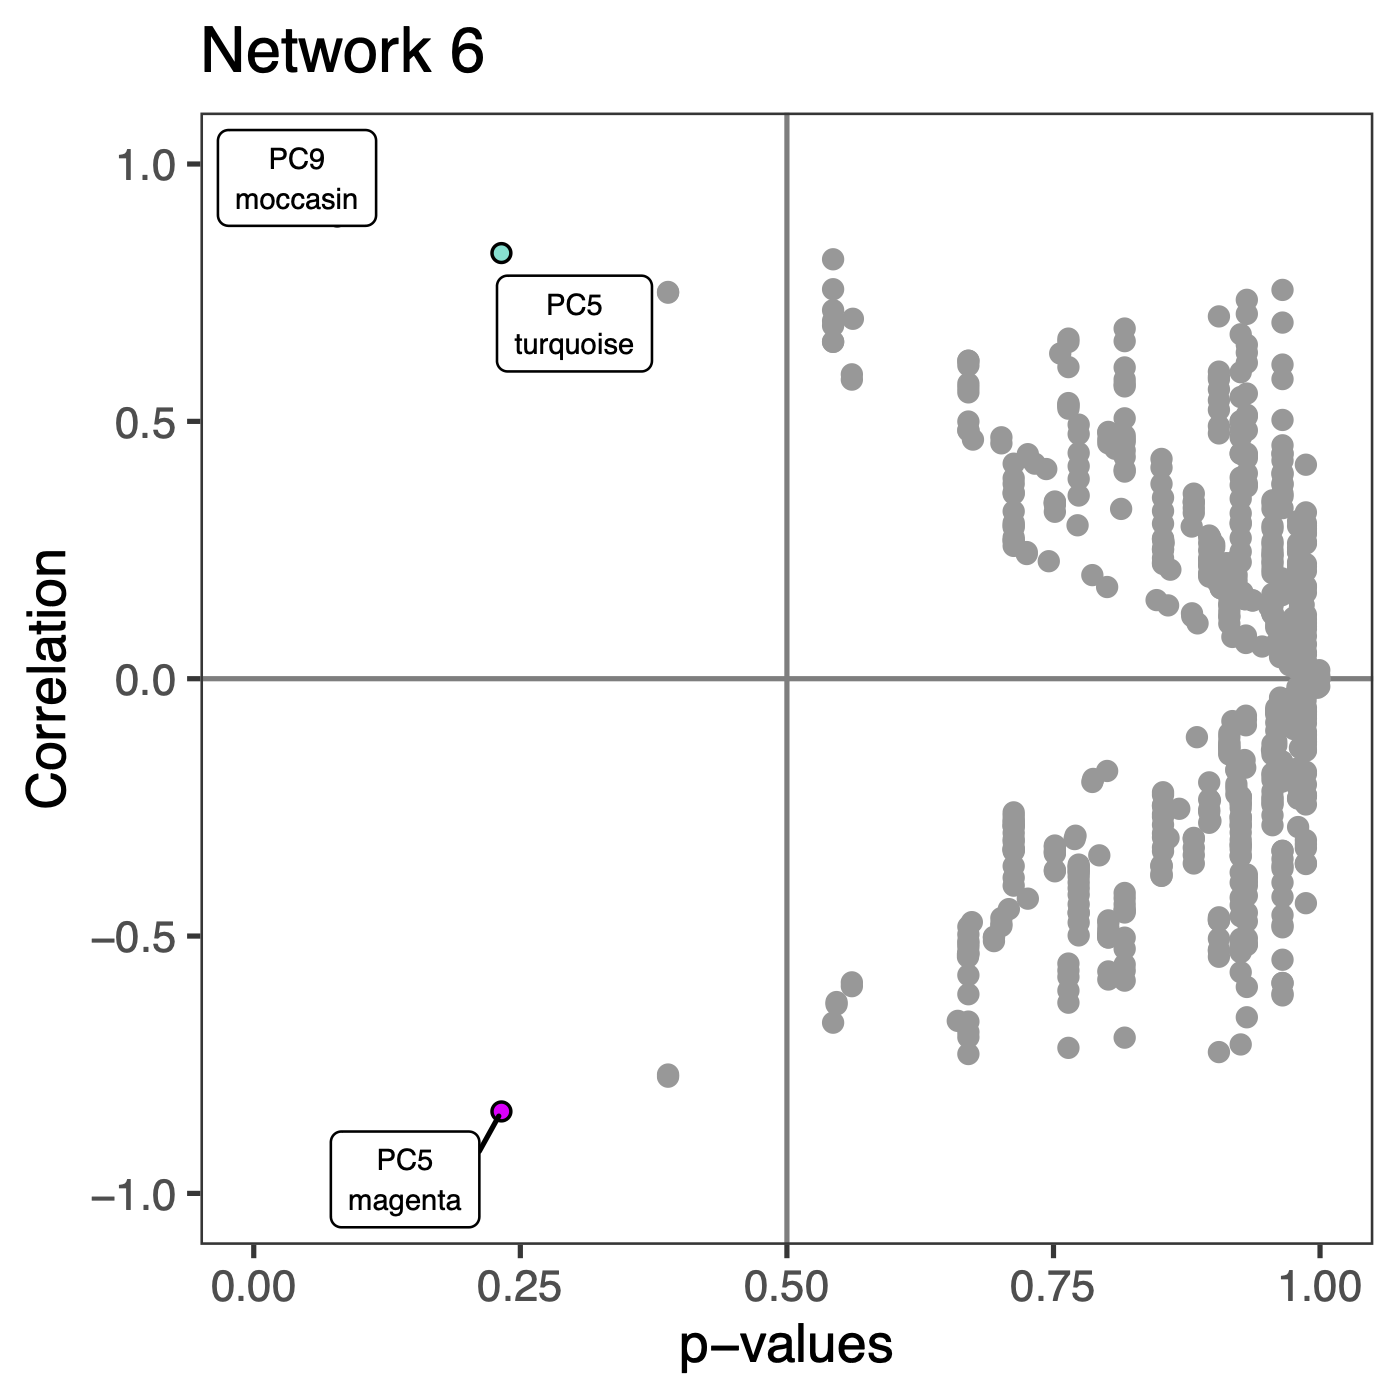 Network 6
PC9
moccasin
PC5
turquoise
PC5
magenta
1.0
0.5
0.0
−0.5
−1.0
Correlation
0.00 0.25 0.50 0.75 1.00
p−values